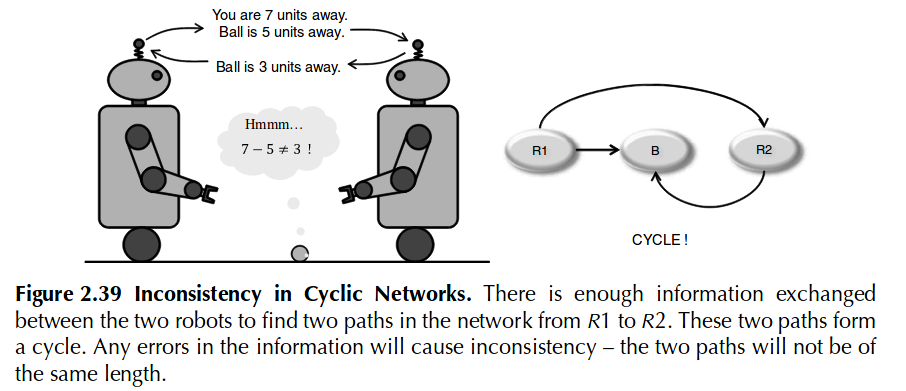 You are 7 units away.
Ball is 5 units away.
Ball is 3 units away.
Hmmm…
7 − 5 ≠ 3 !
R1
B
R2
CYCLE !
Figure 2.39 Inconsistency in Cyclic Networks. There is enough information exchanged
between the two robots to find two paths in the network from R1 to R2. These two paths form
a cycle. Any errors in the information will cause inconsistency – the two paths will not be of
the same length.